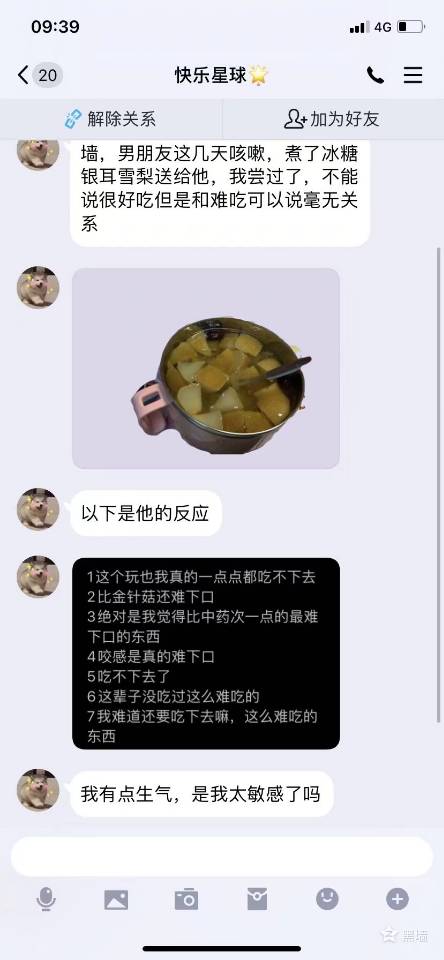 09:39
4G
20
快乐星球🌟
解除关系
加为好友
墙，男朋友这几天咳嗽，煮了冰糖
银耳雪梨送给他，我尝过了，不能
说很好吃但是和难吃可以说毫无关
系
以下是他的反应
1这个玩也我真的一点点都吃不下去
2比金针菇还难下口
3绝对是我觉得比中药次一点的最难
下口的东西
4咬感是真的难下口
5吃不下去了
6这辈子没吃过这么难吃的
7我难道还要吃下去嘛，这么难吃的
东西
我有点生气，是我太敏感了吗
黑墙